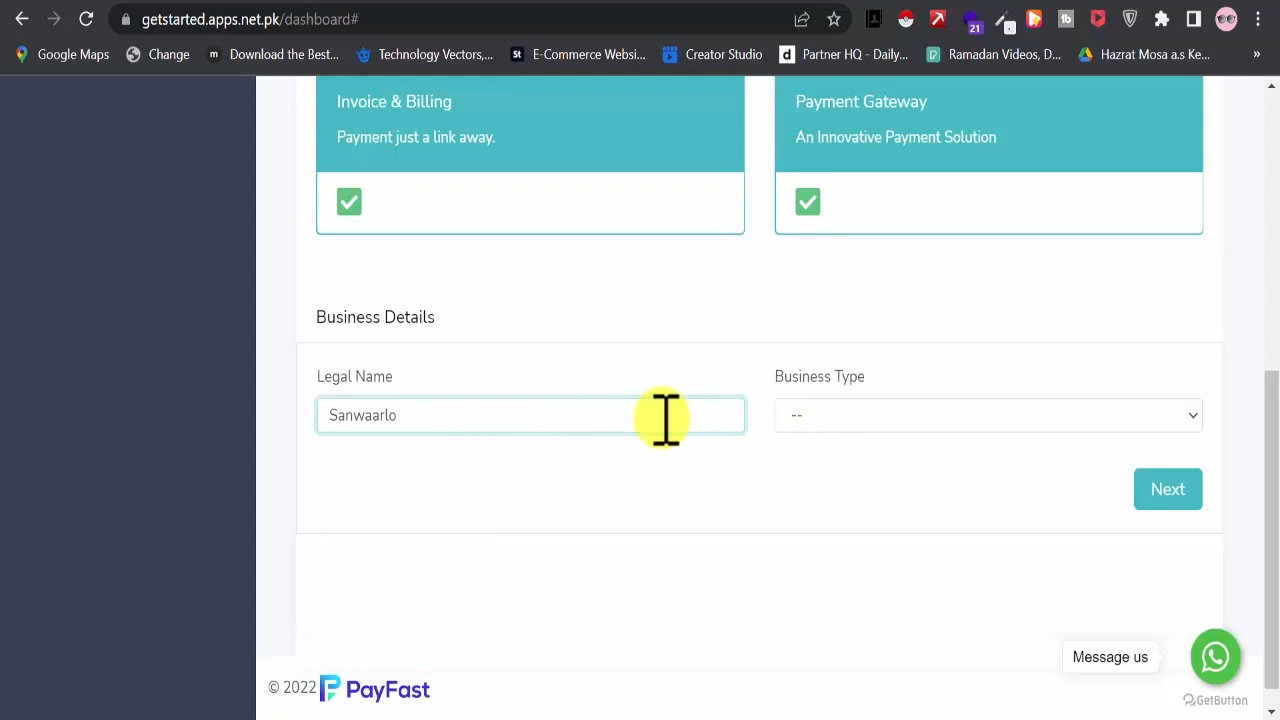 getstarted.apps.net.pk/dashboard#
21
Google Maps
Change
Download the Best...
Technology Vectors,...
E-Commerce Websi...
Creator Studio
Partner HQ - Daily...
Ramadan Videos, D...
Hazrat Mosa a.s Ke...
»
Invoice & Billing
Payment just a link away.
Payment Gateway
An Innovative Payment Solution
Business Details
Legal Name
Business Type
Sanwaarlo
--
Next
Message us
© 2022 PayFast
GetButton